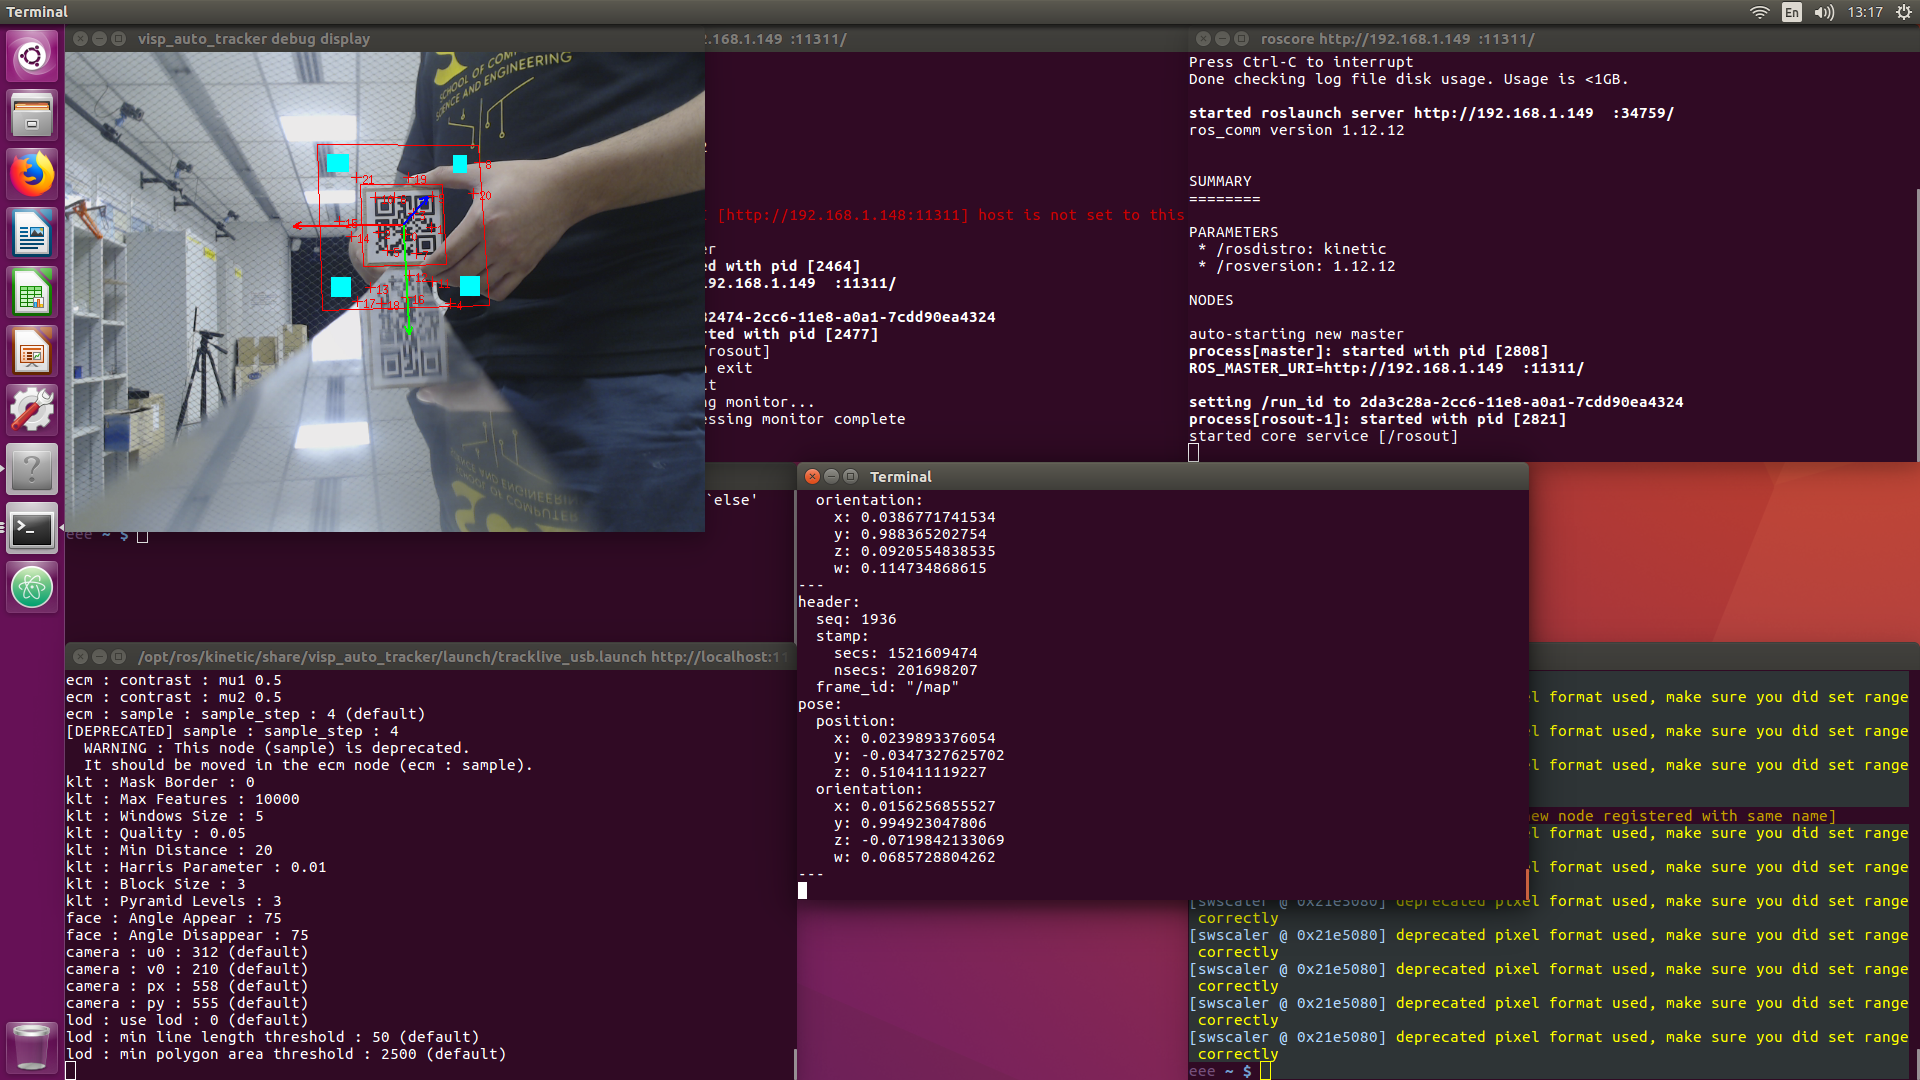 Terminal
En
13:17
visp_auto_tracker debug display
SCHOOL OF COM
SCIENCE AND ENGINEERING
.168.1.149 :11311/
[http://192.168.1.148:11311] host is not set to this
er
ed with pid [2464]
.92.168.1.149 :11311/
32474-2cc6-11e8-a0a1-7cdd90ea4324
rted with pid [2477]
/rosout]
n exit
it
ng monitor...
essing monitor complete
`else'
eee ~ $
roscore http://192.168.1.149 :11311/
Press Ctrl-C to interrupt
Done checking log file disk usage. Usage is <1GB.
started roslaunch server http://192.168.1.149 :34759/
ros_comm version 1.12.12
SUMMARY
========
PARAMETERS
* /rosdistro: kinetic
* /rosversion: 1.12.12
NODES
auto-starting new master
process[master]: started with pid [2808]
ROS_MASTER_URI=http://192.168.1.149 :11311/
setting /run_id to 2da3c28a-2cc6-11e8-a0a1-7cdd90ea4324
process[rosout-1]: started with pid [2821]
started core service [/rosout]
Terminal
orientation:
x: 0.0386771741534
y: 0.988365202754
z: 0.0920554838535
w: 0.114734868615
---
header:
seq: 1936
stamp:
secs: 1521609474
nsecs: 201698207
frame_id: "/map"
pose:
position:
x: 0.0239893376054
y: -0.0347327625702
z: 0.510411119227
orientation:
x: 0.0156256855527
y: 0.994923047806
z: -0.0719842133069
w: 0.0685728804262
---
/opt/ros/kinetic/share/visp_auto_tracker/launch/tracklive_usb.launch http://localhost:11
ecm : contrast : mu1 0.5
ecm : contrast : mu2 0.5
ecm : sample : sample_step : 4 (default)
[DEPRECATED] sample : sample_step : 4
WARNING : This node (sample) is deprecated.
It should be moved in the ecm node (ecm : sample).
klt : Mask Border : 0
klt : Max Features : 10000
klt : Windows Size : 5
klt : Quality : 0.05
klt : Min Distance : 20
klt : Harris Parameter : 0.01
klt : Block Size : 3
klt : Pyramid Levels : 3
face : Angle Appear : 75
face : Angle Disappear : 75
camera : u0 : 312 (default)
camera : v0 : 210 (default)
camera : px : 558 (default)
camera : py : 555 (default)
lod : use lod : 0 (default)
lod : min line length threshold : 50 (default)
lod : min polygon area threshold : 2500 (default)
l format used, make sure you did set range
l format used, make sure you did set range
l format used, make sure you did set range
new node registered with same name]
l format used, make sure you did set range
l format used, make sure you did set range
[swscaler @ 0x21e5080] deprecated pixel format used, make sure you did set range
correctly
[swscaler @ 0x21e5080] deprecated pixel format used, make sure you did set range
correctly
[swscaler @ 0x21e5080] deprecated pixel format used, make sure you did set range
correctly
[swscaler @ 0x21e5080] deprecated pixel format used, make sure you did set range
correctly
[swscaler @ 0x21e5080] deprecated pixel format used, make sure you did set range
correctly
eee ~ $